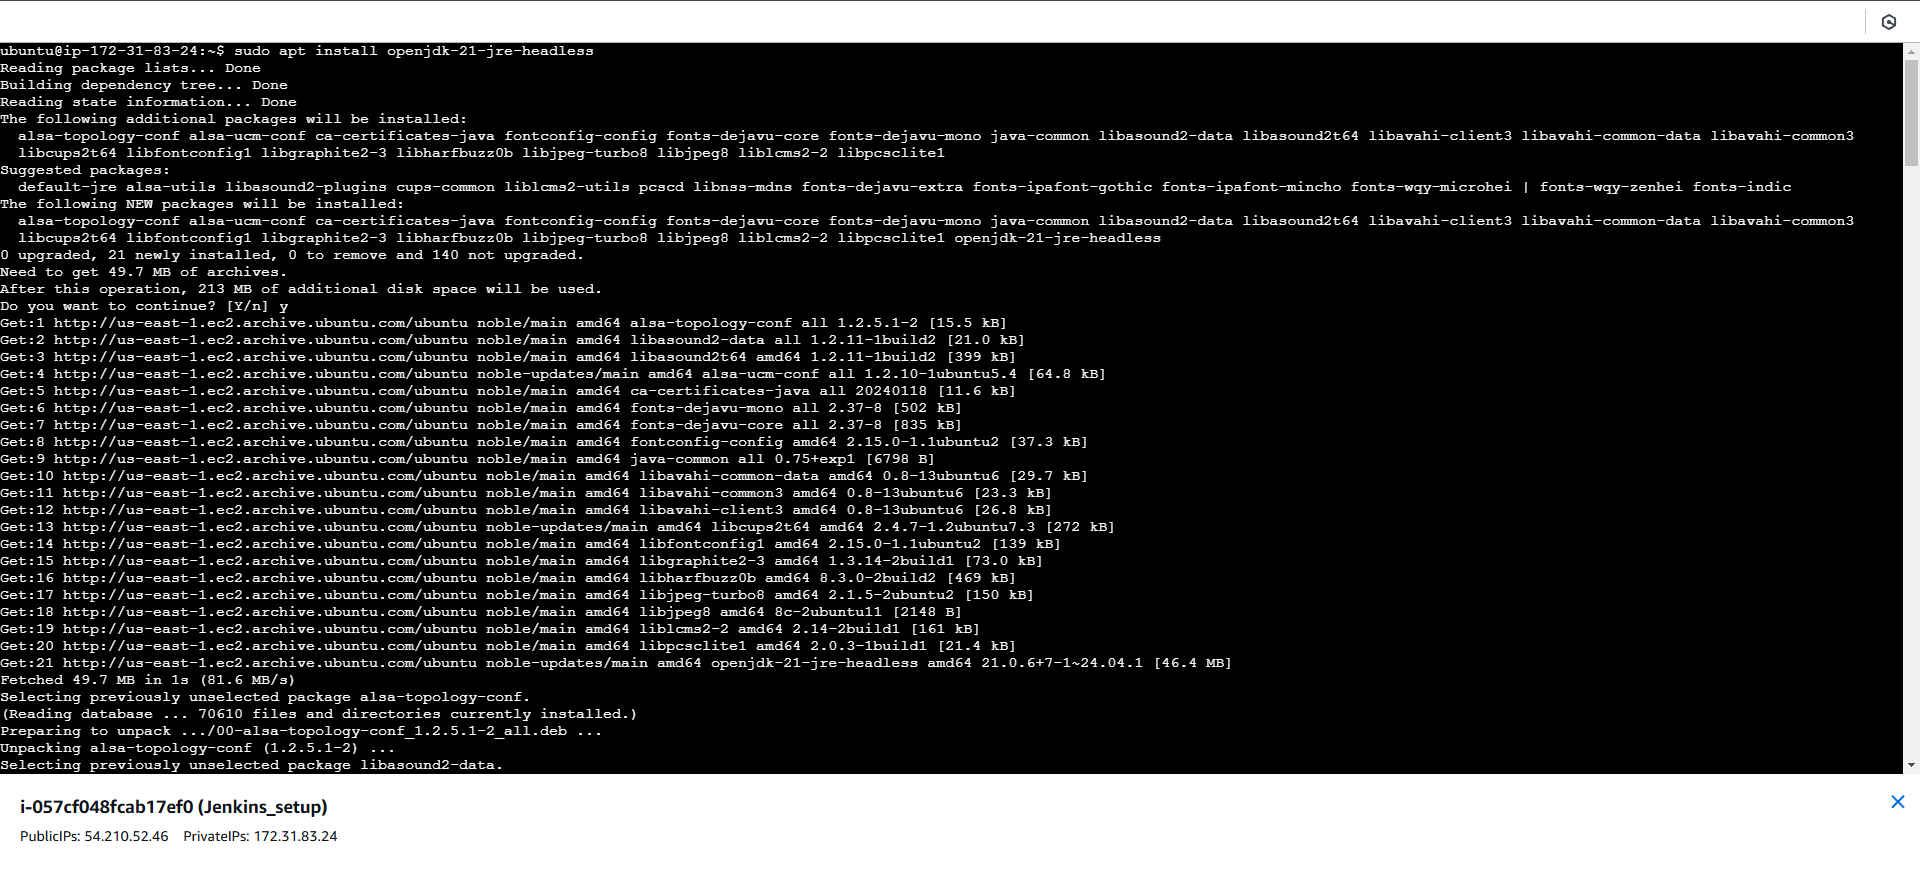 ubuntu@ip-172-31-83-24:~$ sudo apt install openjdk-21-jre-headless
Reading package lists... Done
Building dependency tree... Done
Reading state information... Done
The following additional packages will be installed:
  alsa-topology-conf alsa-ucm-conf ca-certificates-java fontconfig-config fonts-dejavu-core fonts-dejavu-mono java-common libasound2-data libasound2t64 libavahi-client3 libavahi-common-data libavahi-common3
  libcups2t64 libfontconfig1 libgraphite2-3 libharfbuzz0b libjpeg-turbo8 libjpeg8 liblcms2-2 libpcsclite1
Suggested packages:
  default-jre alsa-utils libasound2-plugins cups-common liblcms2-utils pcscd libnss-mdns fonts-dejavu-extra fonts-ipafont-gothic fonts-ipafont-mincho fonts-wqy-microhei | fonts-wqy-zenhei fonts-indic
The following NEW packages will be installed:
  alsa-topology-conf alsa-ucm-conf ca-certificates-java fontconfig-config fonts-dejavu-core fonts-dejavu-mono java-common libasound2-data libasound2t64 libavahi-client3 libavahi-common-data libavahi-common3
  libcups2t64 libfontconfig1 libgraphite2-3 libharfbuzz0b libjpeg-turbo8 libjpeg8 liblcms2-2 libpcsclite1 openjdk-21-jre-headless
0 upgraded, 21 newly installed, 0 to remove and 140 not upgraded.
Need to get 49.7 MB of archives.
After this operation, 213 MB of additional disk space will be used.
Do you want to continue? [Y/n] y
Get:1 http://us-east-1.ec2.archive.ubuntu.com/ubuntu noble/main amd64 alsa-topology-conf all 1.2.5.1-2 [15.5 kB]
Get:2 http://us-east-1.ec2.archive.ubuntu.com/ubuntu noble/main amd64 libasound2-data all 1.2.11-1build2 [21.0 kB]
Get:3 http://us-east-1.ec2.archive.ubuntu.com/ubuntu noble/main amd64 libasound2t64 amd64 1.2.11-1build2 [399 kB]
Get:4 http://us-east-1.ec2.archive.ubuntu.com/ubuntu noble-updates/main amd64 alsa-ucm-conf all 1.2.10-1ubuntu5.4 [64.8 kB]
Get:5 http://us-east-1.ec2.archive.ubuntu.com/ubuntu noble/main amd64 ca-certificates-java all 20240118 [11.6 kB]
Get:6 http://us-east-1.ec2.archive.ubuntu.com/ubuntu noble/main amd64 fonts-dejavu-mono all 2.37-8 [502 kB]
Get:7 http://us-east-1.ec2.archive.ubuntu.com/ubuntu noble/main amd64 fonts-dejavu-core all 2.37-8 [835 kB]
Get:8 http://us-east-1.ec2.archive.ubuntu.com/ubuntu noble/main amd64 fontconfig-config amd64 2.15.0-1.1ubuntu2 [37.3 kB]
Get:9 http://us-east-1.ec2.archive.ubuntu.com/ubuntu noble/main amd64 java-common all 0.75+exp1 [6798 B]
Get:10 http://us-east-1.ec2.archive.ubuntu.com/ubuntu noble/main amd64 libavahi-common-data amd64 0.8-13ubuntu6 [29.7 kB]
Get:11 http://us-east-1.ec2.archive.ubuntu.com/ubuntu noble/main amd64 libavahi-common3 amd64 0.8-13ubuntu6 [23.3 kB]
Get:12 http://us-east-1.ec2.archive.ubuntu.com/ubuntu noble/main amd64 libavahi-client3 amd64 0.8-13ubuntu6 [26.8 kB]
Get:13 http://us-east-1.ec2.archive.ubuntu.com/ubuntu noble-updates/main amd64 libcups2t64 amd64 2.4.7-1.2ubuntu7.3 [272 kB]
Get:14 http://us-east-1.ec2.archive.ubuntu.com/ubuntu noble/main amd64 libfontconfig1 amd64 2.15.0-1.1ubuntu2 [139 kB]
Get:15 http://us-east-1.ec2.archive.ubuntu.com/ubuntu noble/main amd64 libgraphite2-3 amd64 1.3.14-2build1 [73.0 kB]
Get:16 http://us-east-1.ec2.archive.ubuntu.com/ubuntu noble/main amd64 libharfbuzz0b amd64 8.3.0-2build2 [469 kB]
Get:17 http://us-east-1.ec2.archive.ubuntu.com/ubuntu noble/main amd64 libjpeg-turbo8 amd64 2.1.5-2ubuntu2 [150 kB]
Get:18 http://us-east-1.ec2.archive.ubuntu.com/ubuntu noble/main amd64 libjpeg8 amd64 8c-2ubuntu11 [2148 B]
Get:19 http://us-east-1.ec2.archive.ubuntu.com/ubuntu noble/main amd64 liblcms2-2 amd64 2.14-2build1 [161 kB]
Get:20 http://us-east-1.ec2.archive.ubuntu.com/ubuntu noble/main amd64 libpcsclite1 amd64 2.0.3-1build1 [21.4 kB]
Get:21 http://us-east-1.ec2.archive.ubuntu.com/ubuntu noble-updates/main amd64 openjdk-21-jre-headless amd64 21.0.6+7-1~24.04.1 [46.4 MB]
Fetched 49.7 MB in 1s (81.6 MB/s)
Selecting previously unselected package alsa-topology-conf.
(Reading database ... 70610 files and directories currently installed.)
Preparing to unpack .../00-alsa-topology-conf_1.2.5.1-2_all.deb ...
Unpacking alsa-topology-conf (1.2.5.1-2) ...
Selecting previously unselected package libasound2-data.
i-057cf048fcab17ef0 (Jenkins_setup)
PublicIPs: 54.210.52.46    PrivateIPs: 172.31.83.24